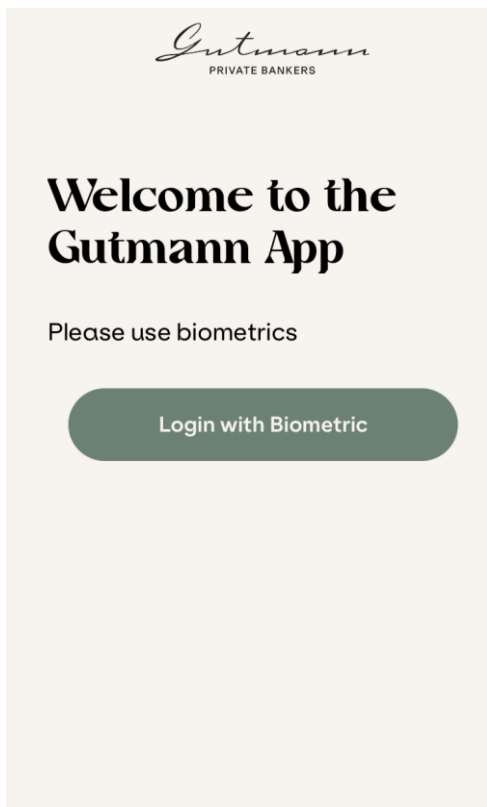 Gutmann
PRIVATE BANKERS
Welcome to the
Gutmann App
Please use biometrics
Login with Biometric